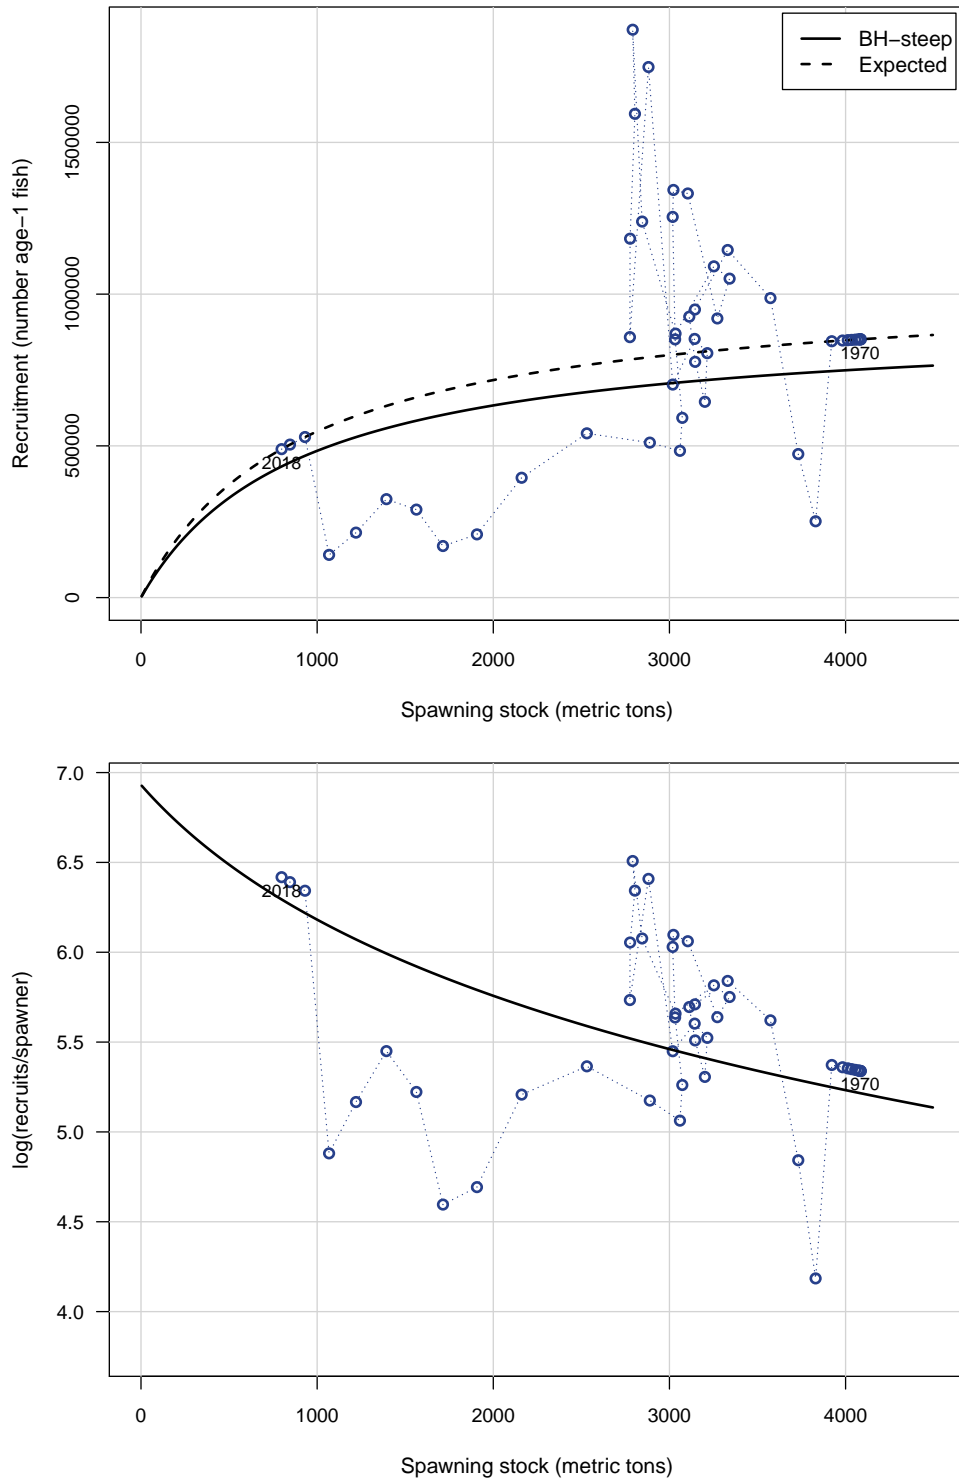 BH−steep
Expected
1500000
1000000
500000
0
Recruitment (number age−1 fish)
1970
2018
0 1000 2000 3000 4000
Spawning stock (metric tons)
7.0
6.5
6.0
5.5
5.0
4.5
4.0
log(recruits/spawner)
2018
1970
0 1000 2000 3000 4000
Spawning stock (metric tons)